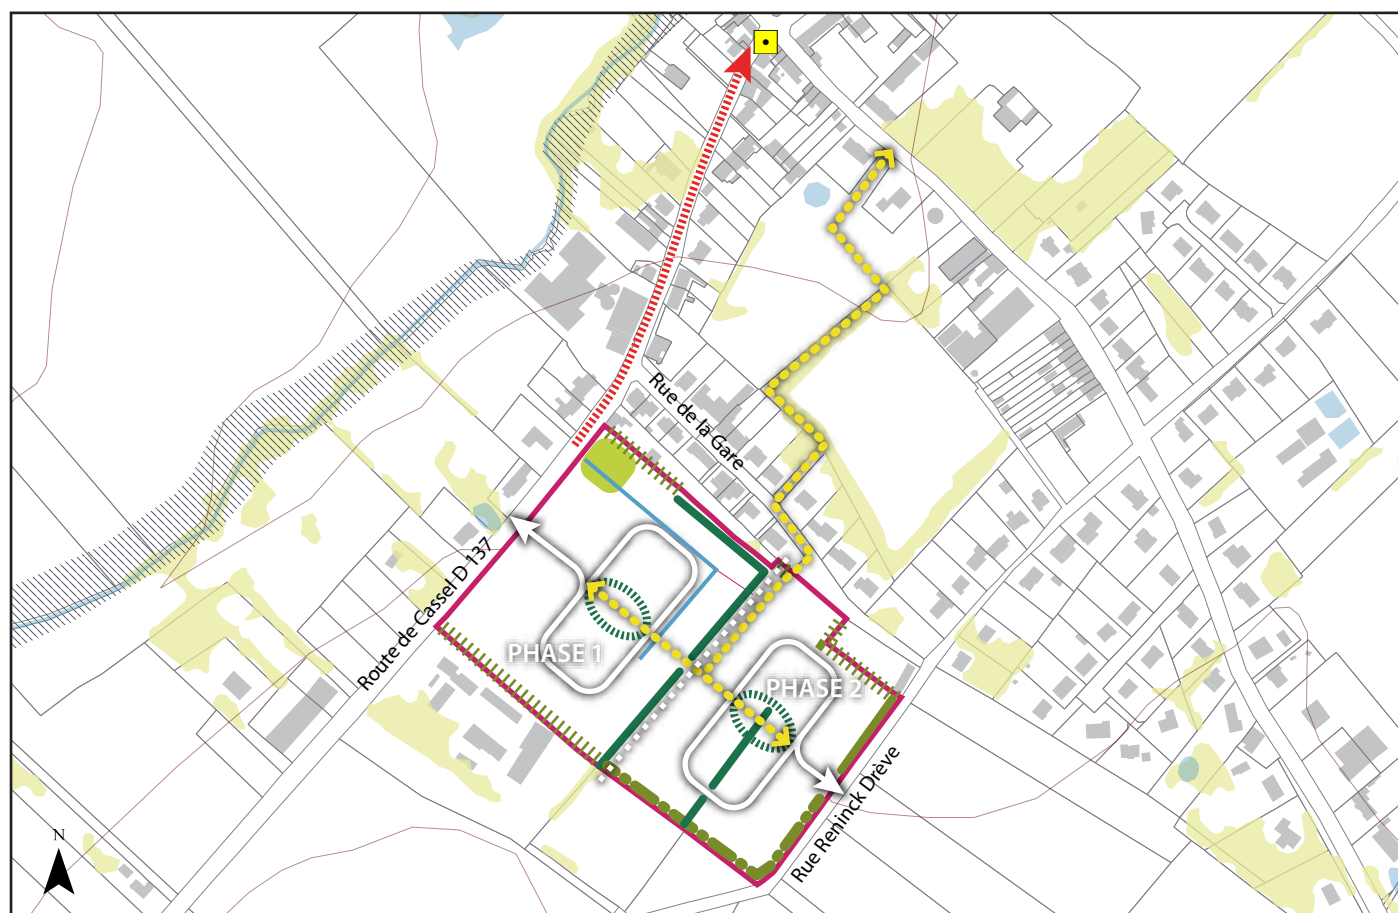 Rue de la Gare
Route de Cassel D 137
PHASE 1
PHASE 2
Rue Reninck Drève
N